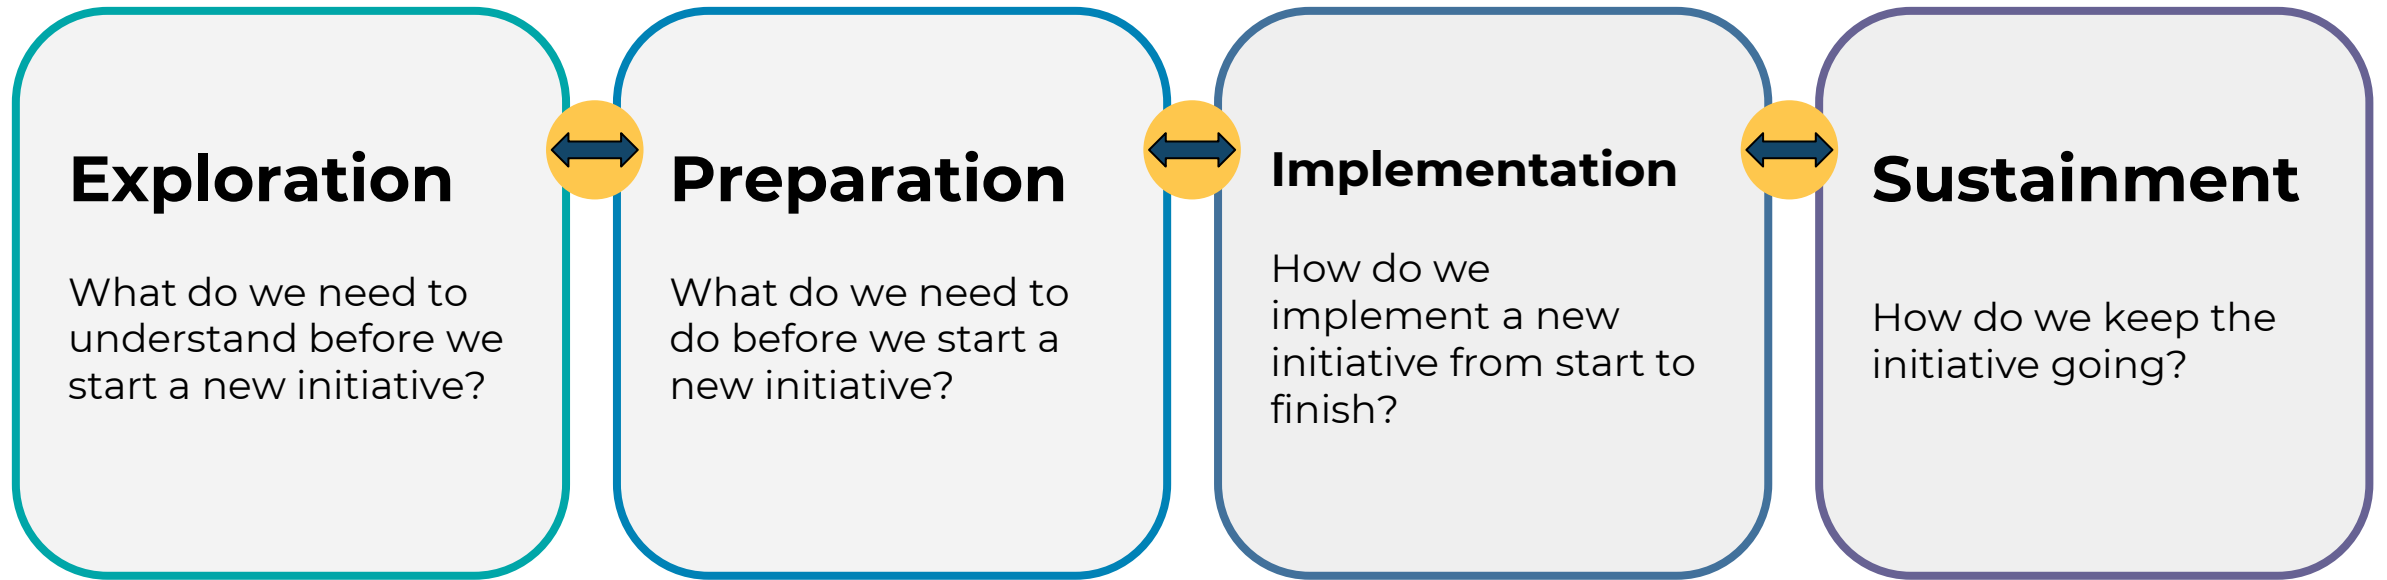 Exploration
What do we need to
understand before we
start a new initiative?
Preparation
What do we need to
do before we start a
new initiative?
Implementation
How do we
implement a new
initiative from start to
finish?
Sustainment
How do we keep the
initiative going?